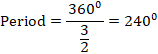 Period = 360⁰ / (3/2) = 240⁰